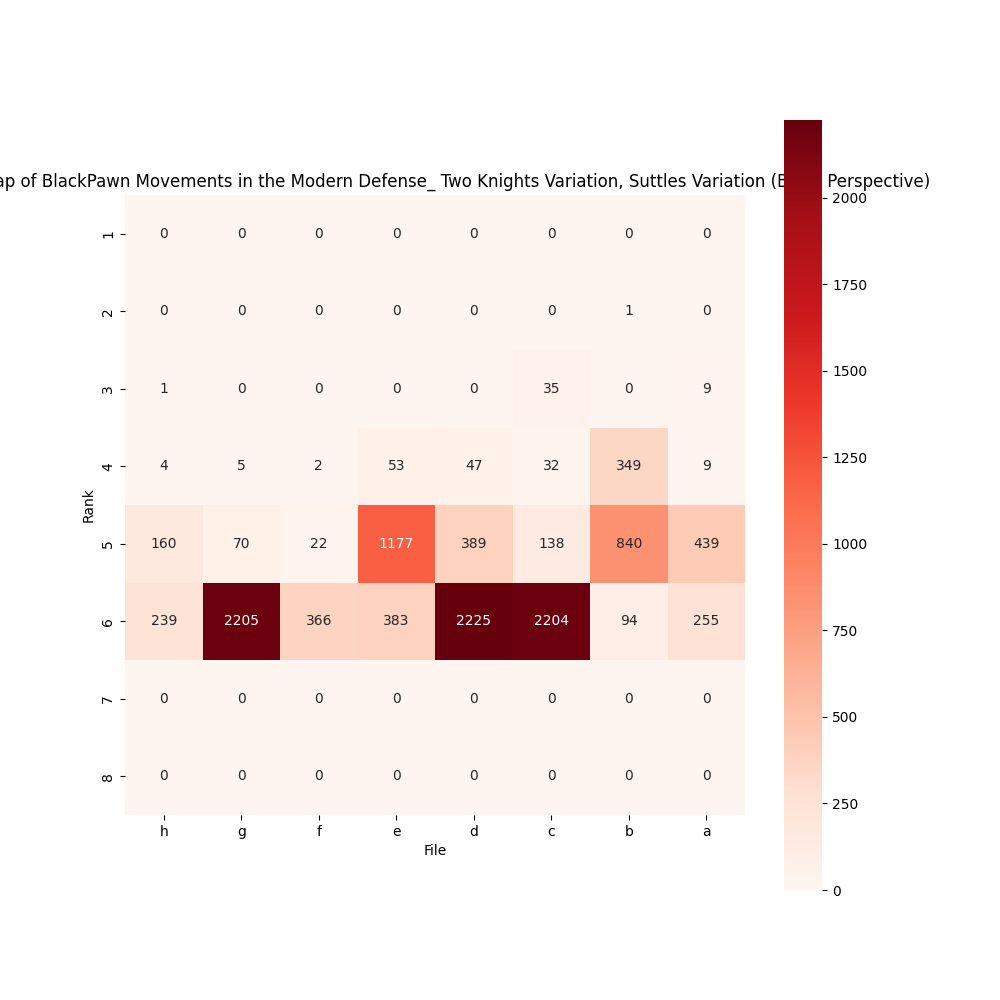 ap of BlackPawn Movements in the Modern Defense_ Two Knights Variation, Suttles Variation (B Perspective)
2000
1750
1500
1250
1000
750
500
250
0
Rank
1 0 0 0 0 0 0 0 0
2 0 0 0 0 0 0 1 0
3 1 0 0 0 0 35 0 9
4 4 5 2 53 47 32 349 9
5 160 70 22 1177 389 138 840 439
6 239 2205 366 383 2225 2204 94 255
7 0 0 0 0 0 0 0 0
8 0 0 0 0 0 0 0 0
h g f e d c b a
File